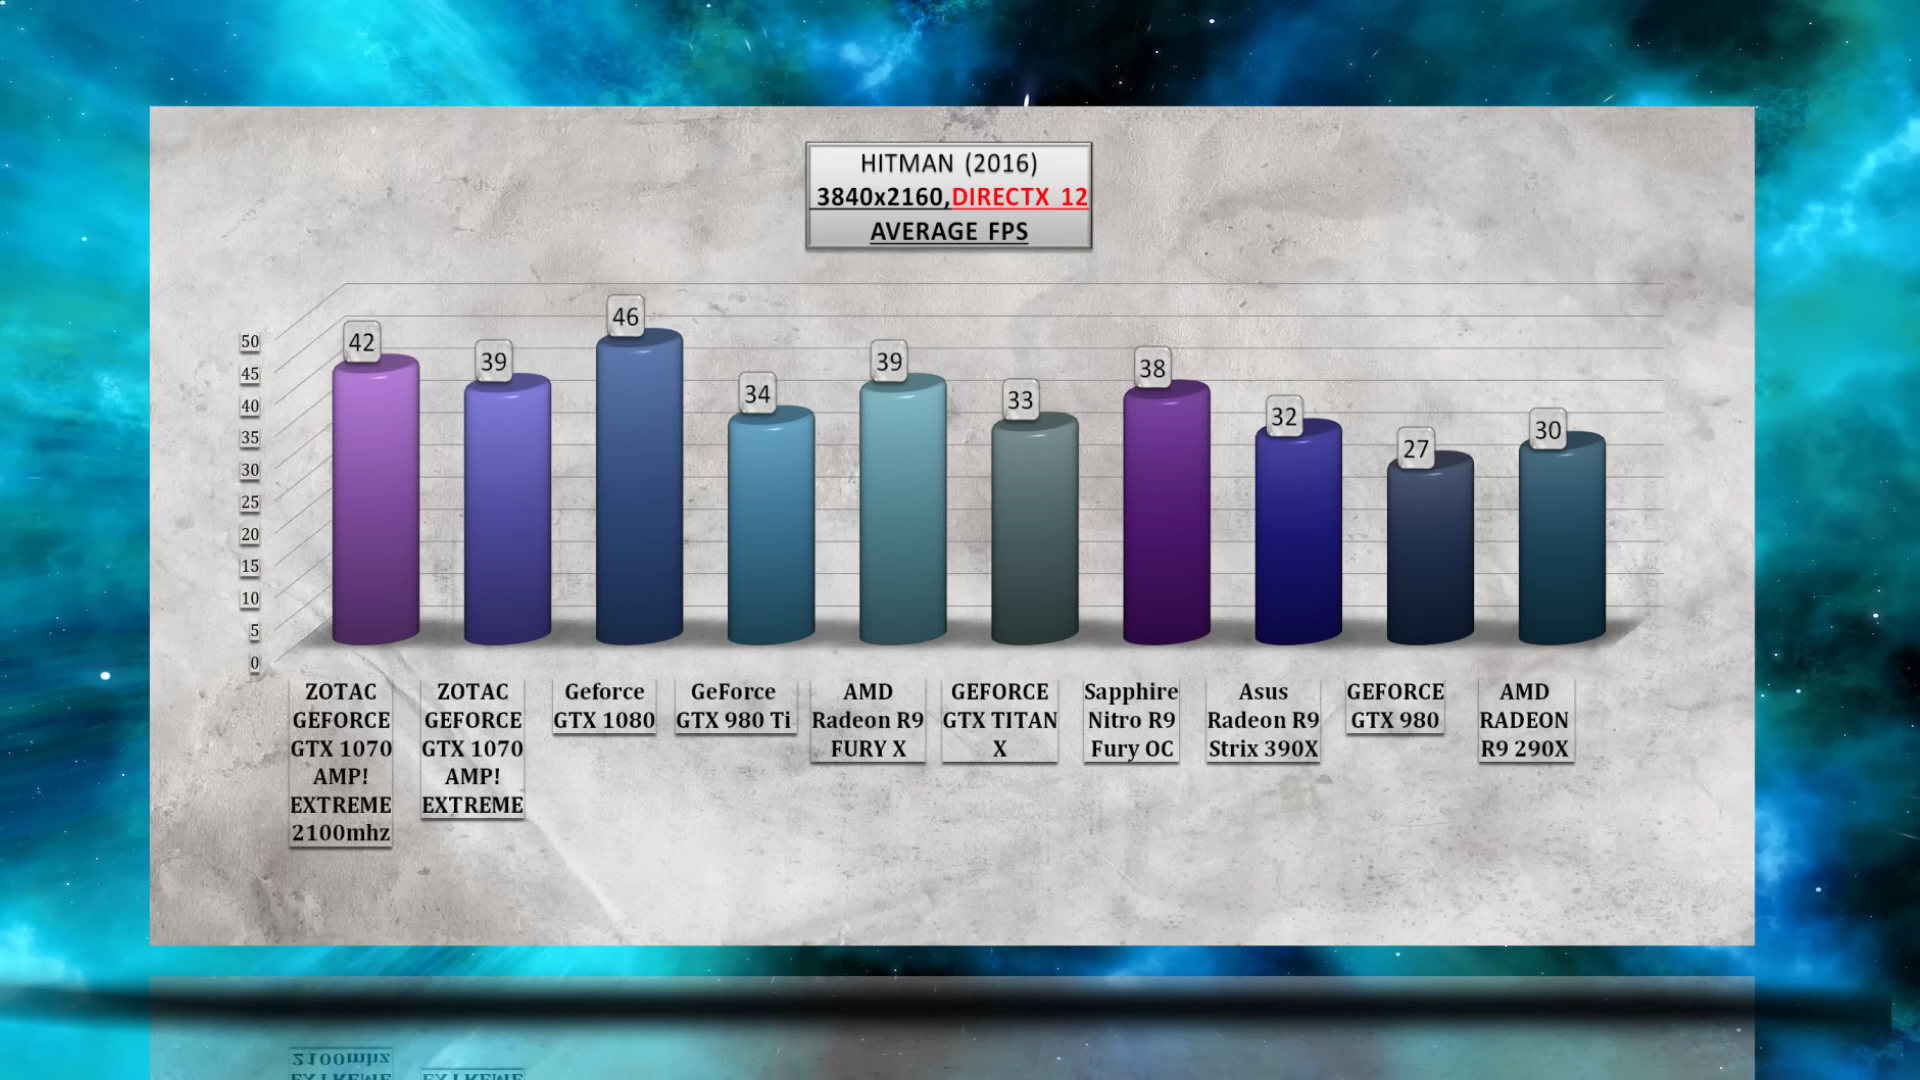 HITMAN (2016)
3840x2160,DIRECTX 12
AVERAGE FPS
50
45
40
35
30
25
20
15
10
5
0
42
39
46
34
39
33
38
32
27
30
ZOTAC
GEFORCE
GTX 1070
AMP!
EXTREME
2100mhz
ZOTAC
GEFORCE
GTX 1070
AMP!
EXTREME
Geforce
GTX 1080
GeForce
GTX 980 Ti
AMD
Radeon R9
FURY X
GEFORCE
GTX TITAN
X
Sapphire
Nitro R9
Fury OC
Asus
Radeon R9
Strix 390X
GEFORCE
GTX 980
AMD
RADEON
R9 290X